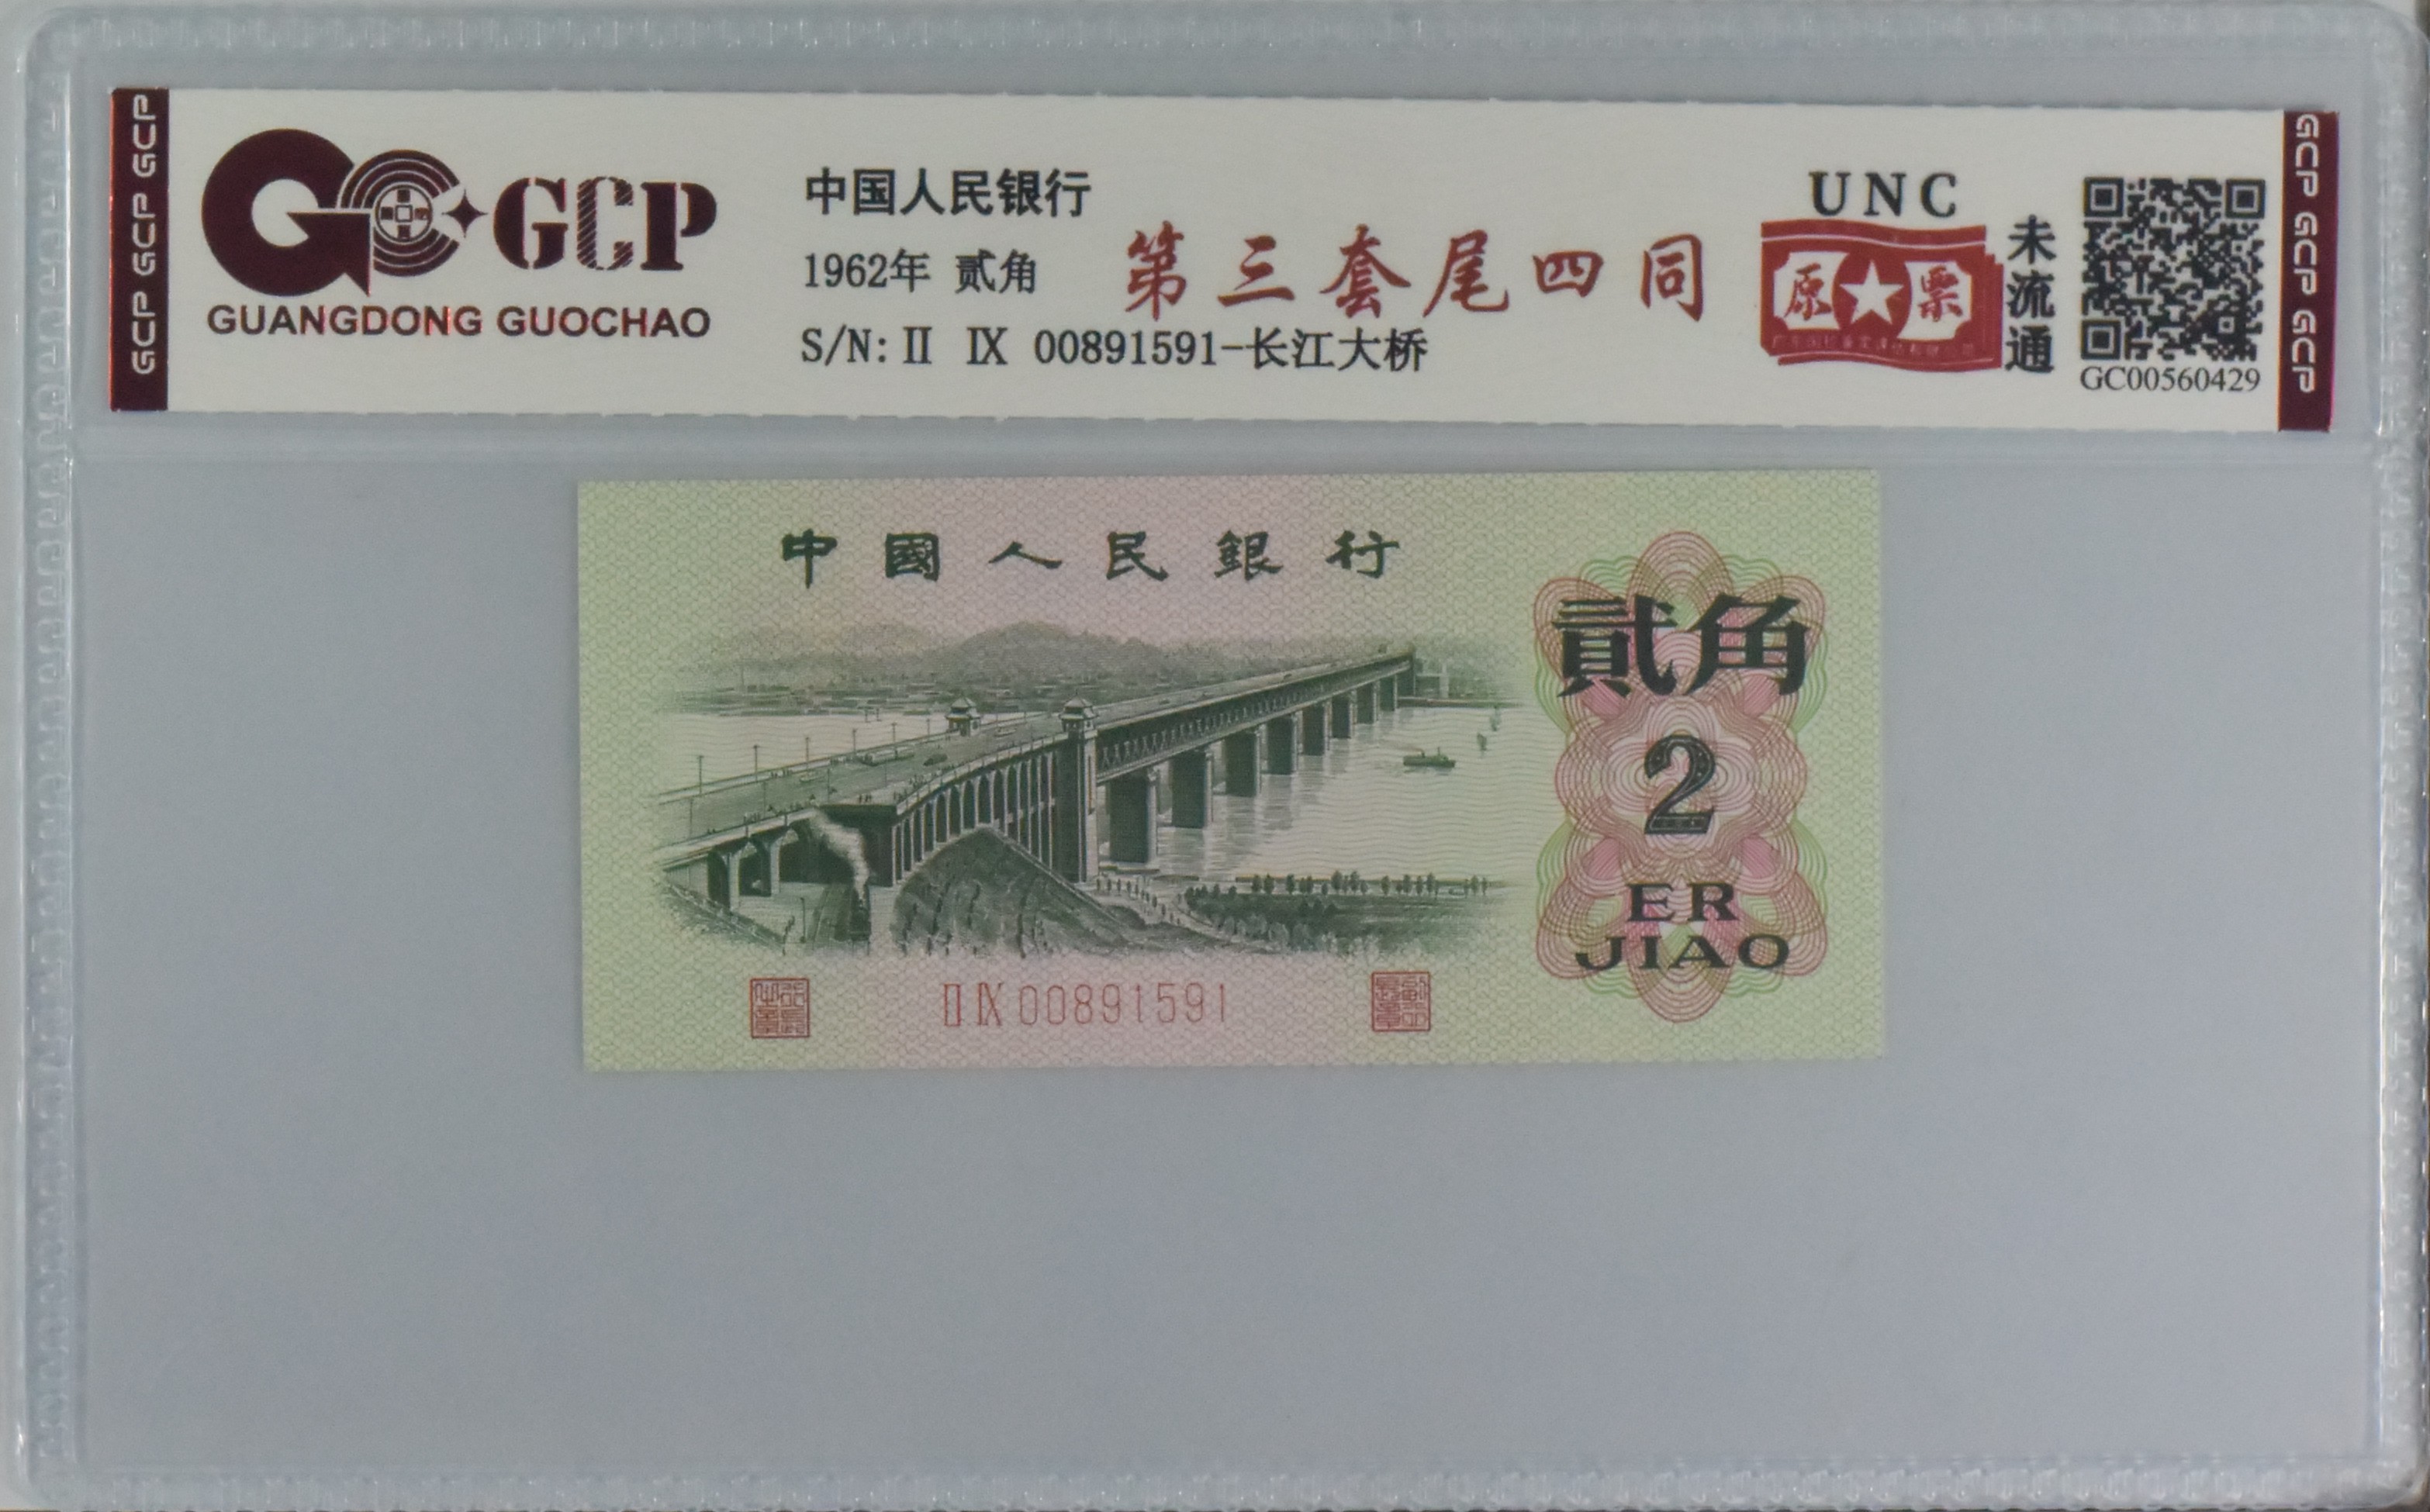 GCP GCP GCP
GCP
GUANGDONG GUOCHAO
中国人民银行
1962年 贰角
第三套尾四同
S/N: Ⅱ Ⅸ 00891591-长江大桥
UNC
原票
未流通
GC00560429
GCP GCP GCP
中國人民銀行
貳角
2
ER
JIAO
Ⅱ Ⅸ 00891591